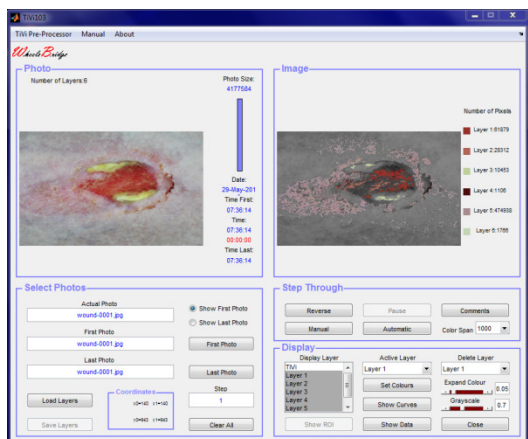 TiVi103
TiVi Pre-Processor Manual About
WheelsBridge
Photo
Number of Layers:6
Photo Size:
4177584
Date:
29-May-201
Time First:
07:36:14
Time:
07:36:14
00:00:00
Time Last:
07:36:14
Image
Number of Pixels
Layer 1:61879
Layer 2:28312
Layer 3:10463
Layer 4:1106
Layer 5:474938
Layer 6:1766
Select Photos
Actual Photo
wound-0001.jpg
First Photo
wound-0001.jpg
Last Photo
wound-0001.jpg
Show First Photo
Show Last Photo
First Photo
Last Photo
Step
1
Load Layers
Save Layers
Coordinates
Clear All
Step Through
Reverse Pause Comments
Manual Automatic Color Span 1000
Display
Display Layer Active Layer Delete Layer
TiVi
Layer 1
Layer 2
Layer 3
Layer 4
Layer 5
Layer 1
Layer 1
Set Colours
Expand Colour
0.05
Show Curves
Grayscale
0.7
Show ROI Show Data Close